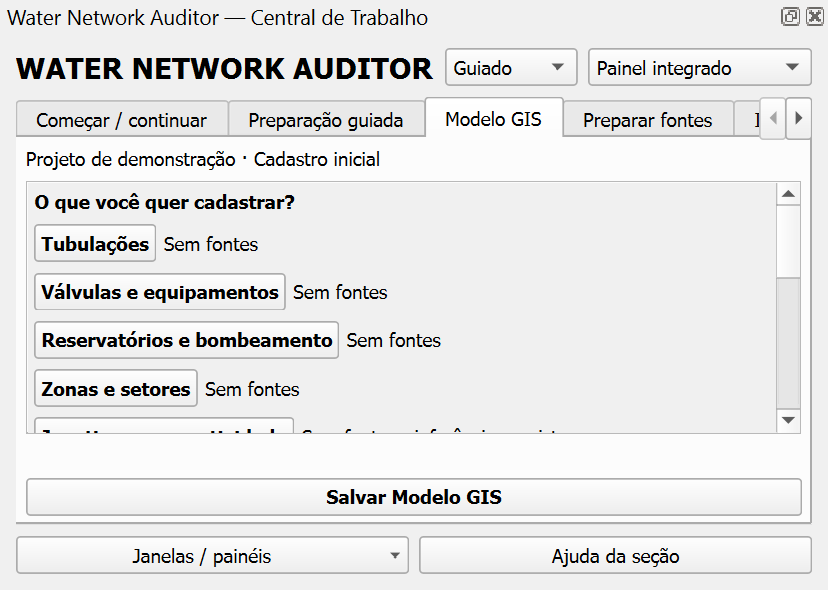 Water Network Auditor — Central de Trabalho
WATER NETWORK AUDITOR Guiado Painel integrado
Começar / continuar Preparação guiada Modelo GIS Preparar fontes
Projeto de demonstração · Cadastro inicial
O que você quer cadastrar?
Tubulações Sem fontes
Válvulas e equipamentos Sem fontes
Reservatórios e bombeamento Sem fontes
Zonas e setores Sem fontes
Salvar Modelo GIS
Janelas / painéis Ajuda da seção